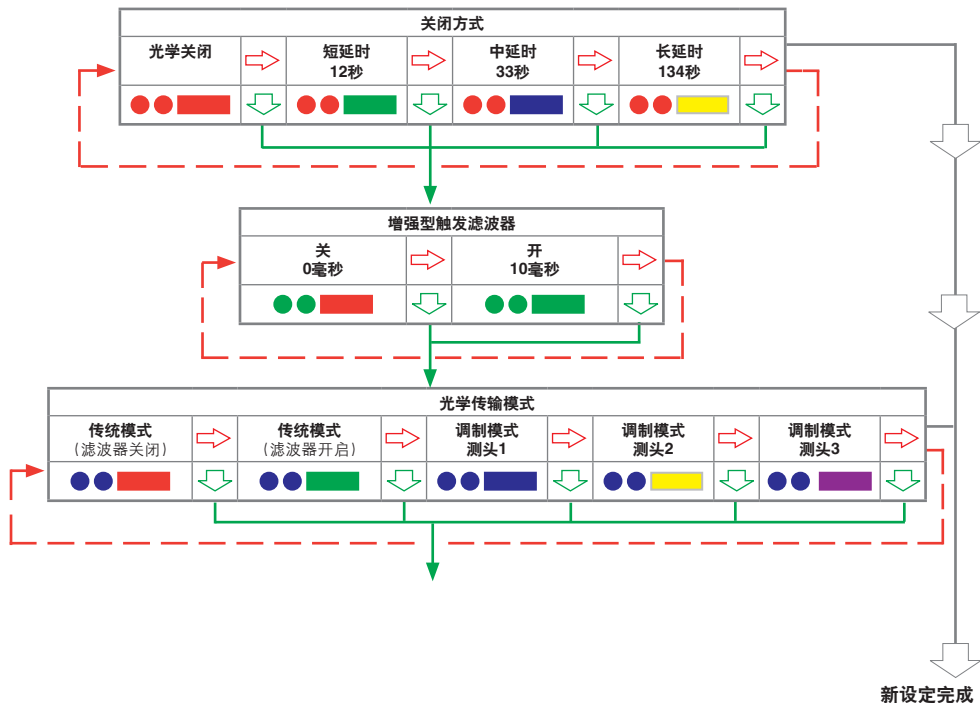 关闭方式
光学关闭
短延时
12秒
中延时
33秒
长延时
134秒
增强型触发滤波器
关
0毫秒
开
10毫秒
光学传输模式
传统模式
(滤波器关闭)
传统模式
(滤波器开启)
调制模式
测头1
调制模式
测头2
调制模式
测头3
新设定完成